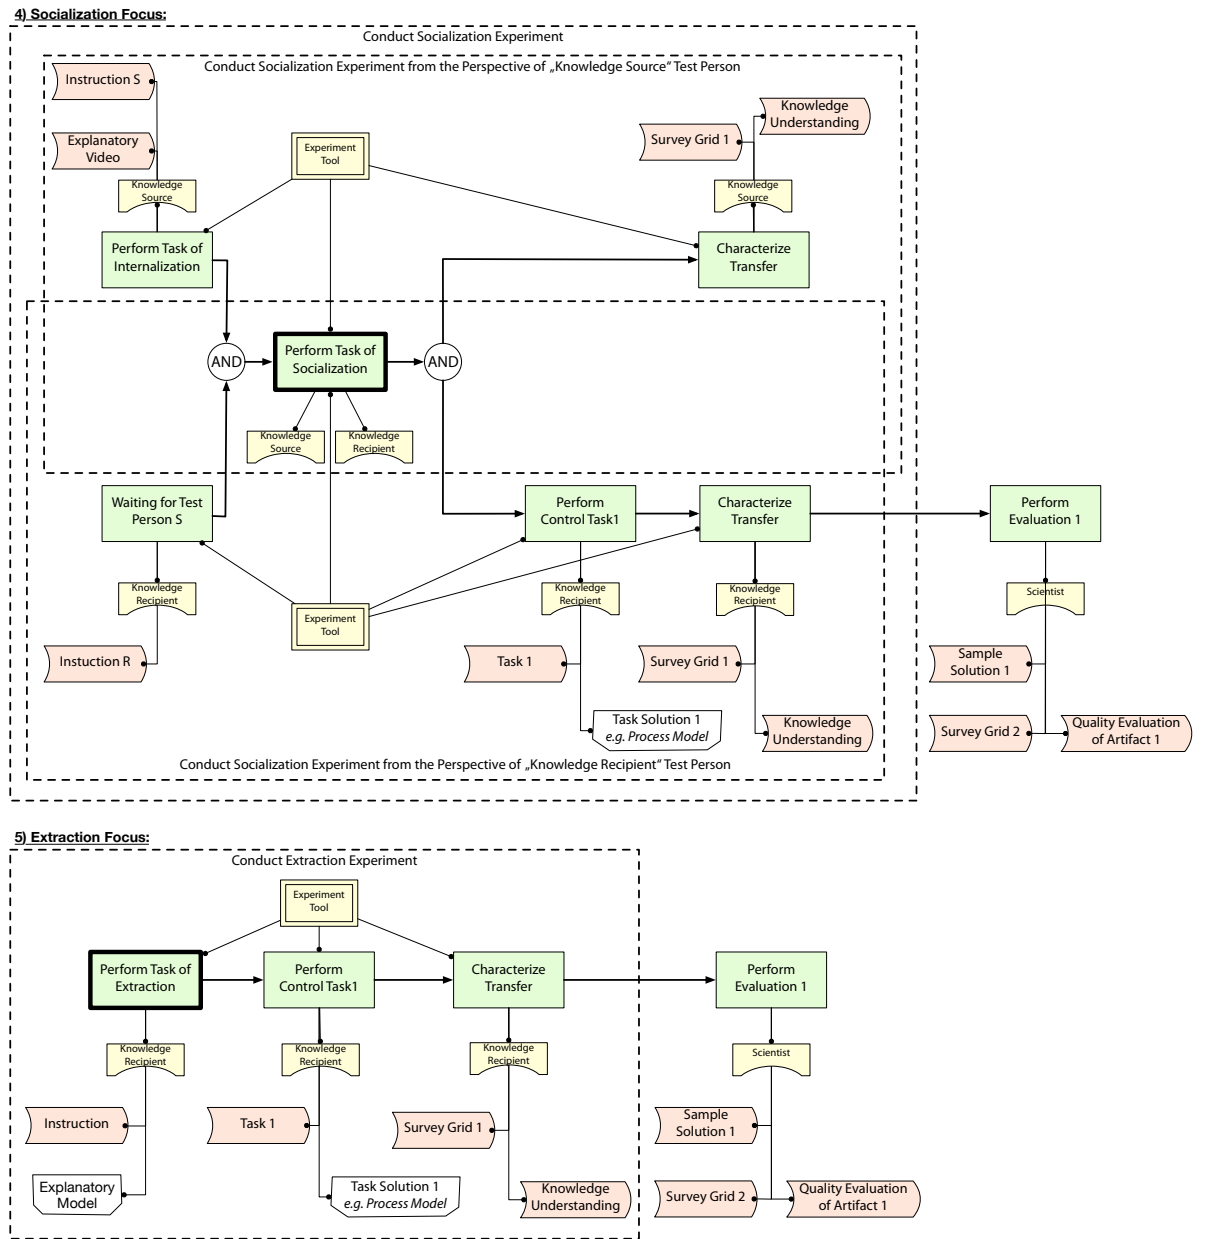 4) Socialization Focus:
Conduct Socialization Experiment
Conduct Socialization Experiment from the Perspective of „Knowledge Source“ Test Person
Instruction S
Explanatory
Video
Knowledge
Source
Perform Task of
Internalization
Experiment
Tool
Survey Grid 1
Knowledge
Understanding
Knowledge
Source
Characterize
Transfer
AND
Perform Task of
Socialization
AND
Knowledge
Source
Knowledge
Recipient
Waiting for Test
Person S
Knowledge
Recipient
Instuction R
Experiment
Tool
Perform
Control Task1
Knowledge
Recipient
Task 1
Task Solution 1
e.g. Process Model
Characterize
Transfer
Knowledge
Recipient
Survey Grid 1
Knowledge
Understanding
Perform
Evaluation 1
Scientist
Sample
Solution 1
Survey Grid 2
Quality Evaluation
of Artifact 1
Conduct Socialization Experiment from the Perspective of „Knowledge Recipient“ Test Person
5) Extraction Focus:
Conduct Extraction Experiment
Experiment
Tool
Perform Task of
Extraction
Knowledge
Recipient
Instruction
Explanatory
Model
Perform
Control Task1
Knowledge
Recipient
Task 1
Task Solution 1
e.g. Process Model
Characterize
Transfer
Knowledge
Recipient
Survey Grid 1
Knowledge
Understanding
Perform
Evaluation 1
Scientist
Sample
Solution 1
Survey Grid 2
Quality Evaluation
of Artifact 1